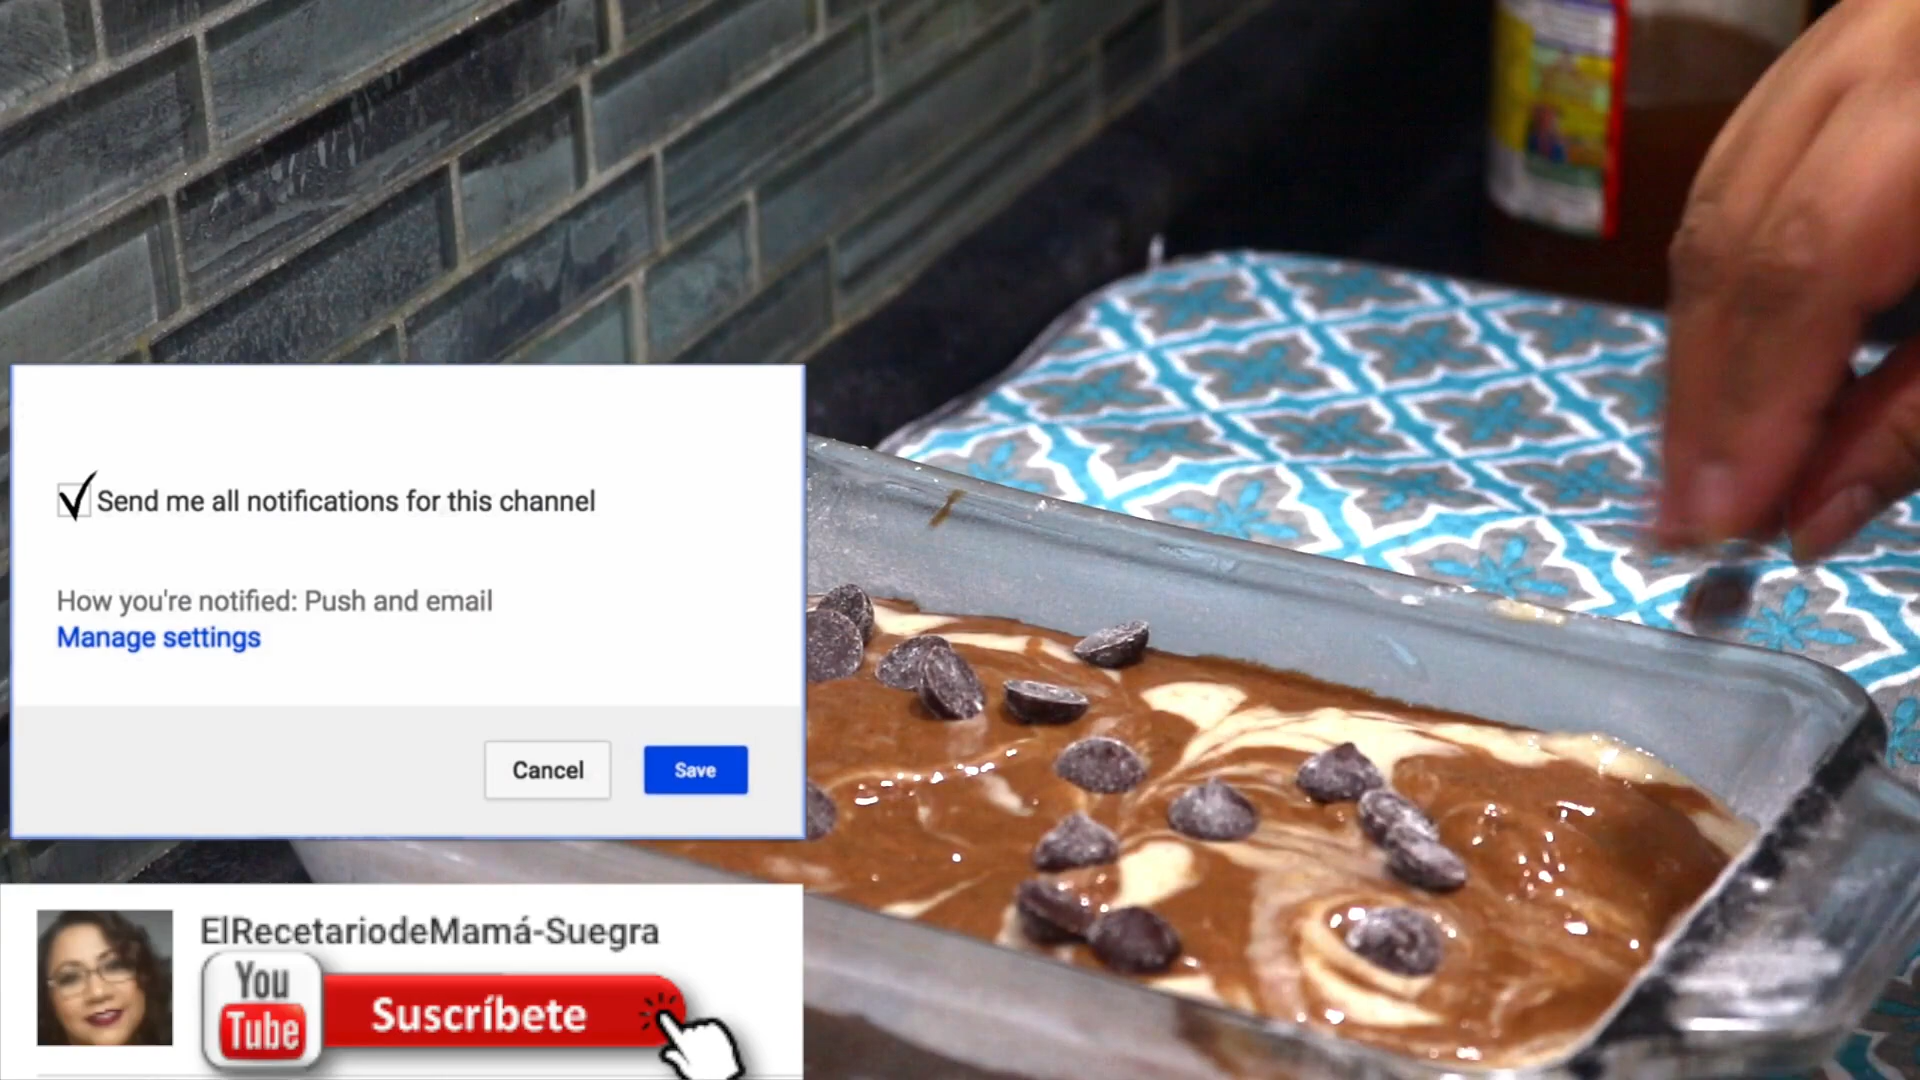 Send me all notifications for this channel
How you're notified: Push and email
Manage settings
Cancel
Save
ElRecetariodeMamá-Suegra
You
Tube
Suscríbete